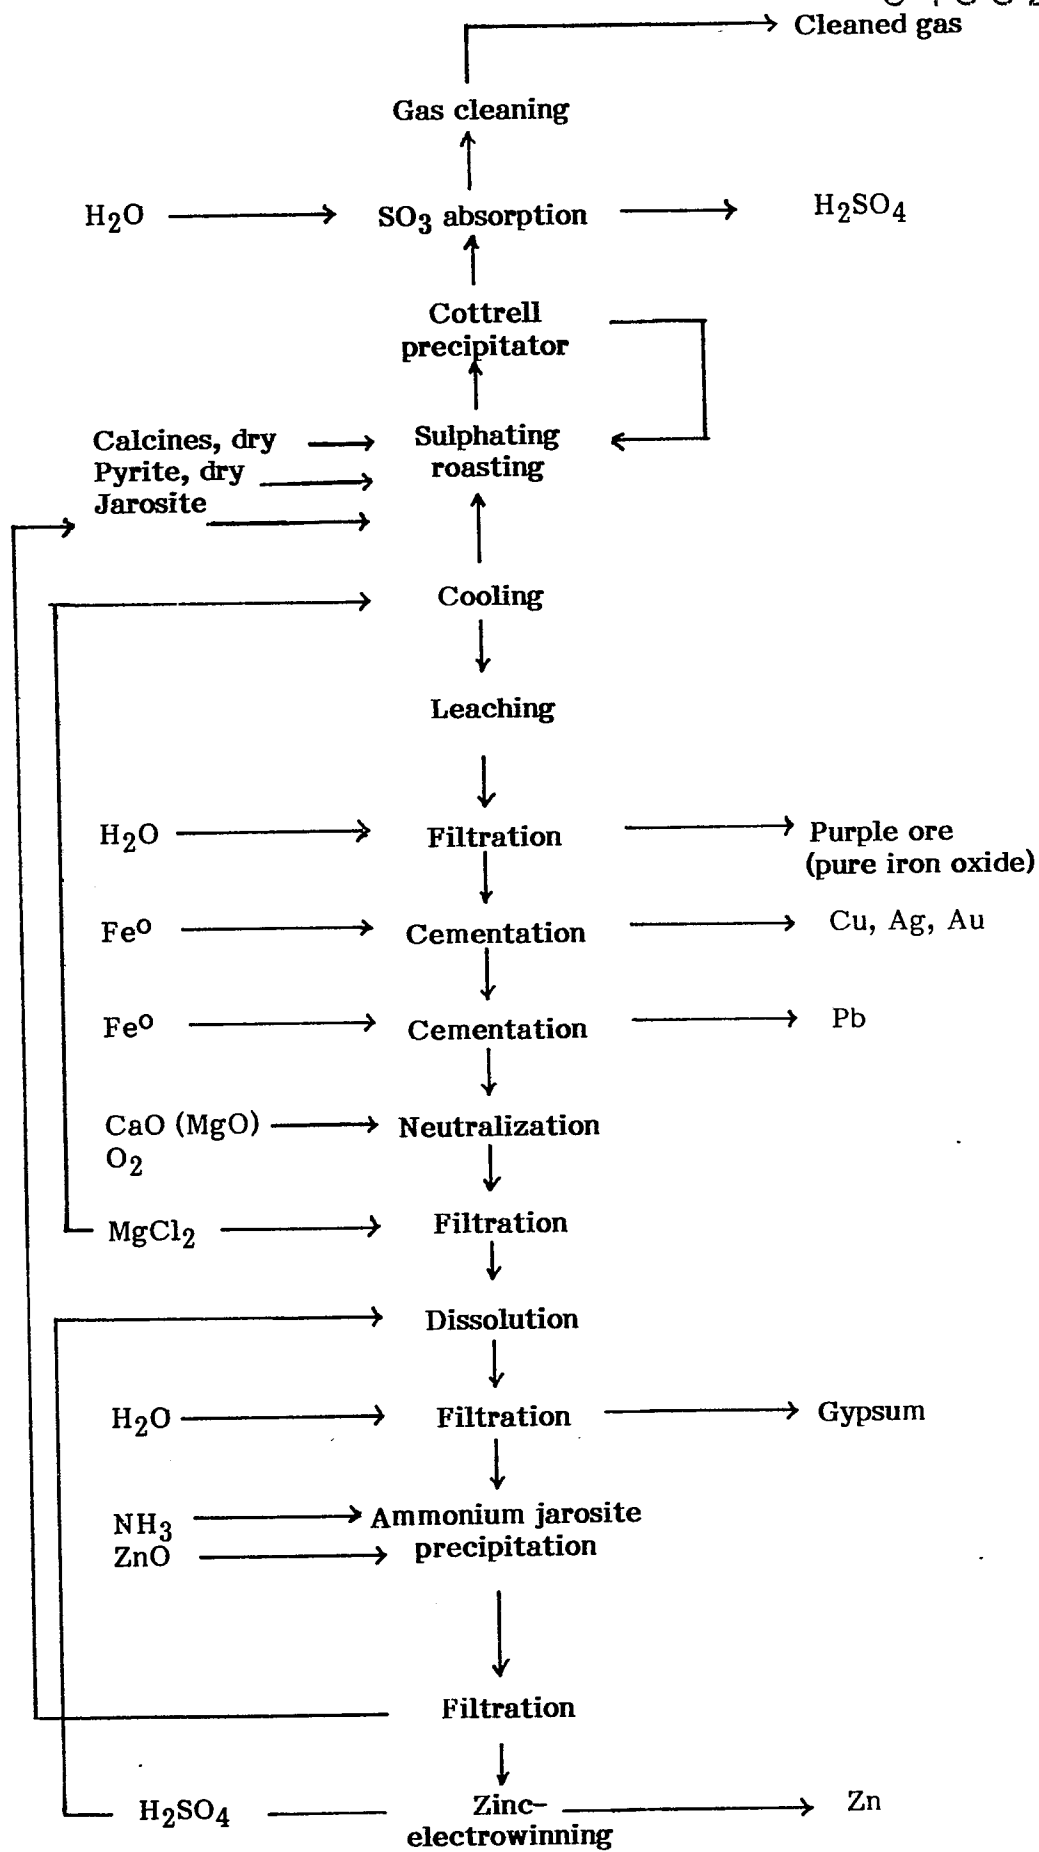 Cleaned gas
Gas cleaning
H2O SO3 absorption H2SO4
Cottrell
precipitator
Calcines, dry Sulphating
Pyrite, dry roasting
Jarosite
Cooling
Leaching
H2O Filtration Purple ore
(pure iron oxide)
Feo Cementation Cu, Ag, Au
Feo Cementation Pb
CaO (MgO) Neutralization
O2
MgCl2 Filtration
Dissolution
H2O Filtration Gypsum
NH3 Ammonium jarosite
ZnO precipitation
Filtration
H2SO4 Zinc- Zn
electrowinning